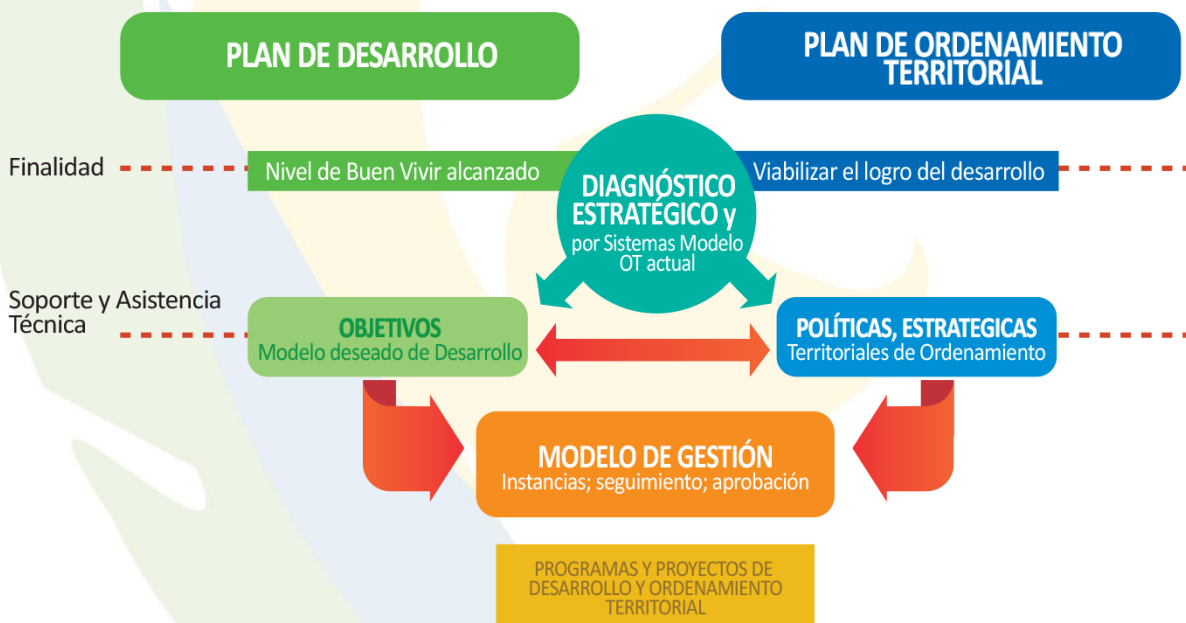 PLAN DE DESARROLLO
PLAN DE ORDENAMIENTO
TERRITORIAL
Finalidad
Nivel de Buen Vivir alcanzado
DIAGNÓSTICO
ESTRATÉGICO y
por Sistemas Modelo
OT actual
Viabilizar el logro del desarrollo
Soporte y Asistencia
Técnica
OBJETIVOS
Modelo deseado de Desarrollo
POLÍTICAS, ESTRATEGICAS
Territoriales de Ordenamiento
MODELO DE GESTIÓN
Instancias; seguimiento; aprobación
PROGRAMAS Y PROYECTOS DE
DESARROLLO Y ORDENAMIENTO
TERRITORIAL